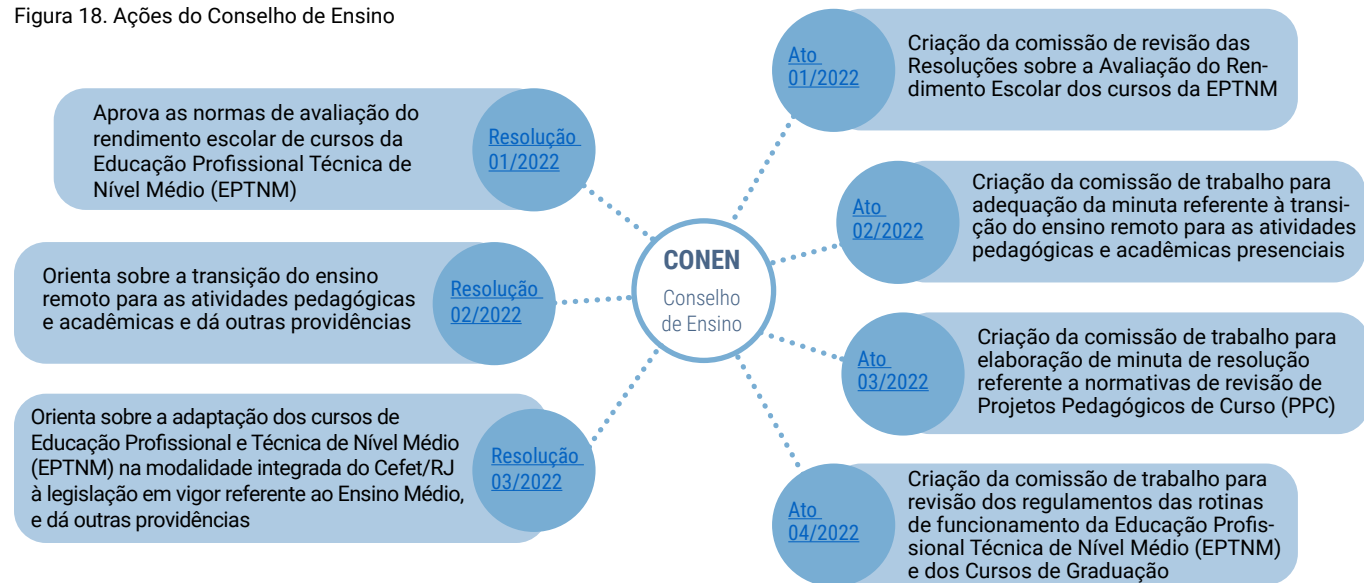 Figura 18. Ações do Conselho de Ensino
Aprova as normas de avaliação do
rendimento escolar de cursos da
Educação Profissional Técnica de
Nível Médio (EPTNM)
Resolução
01/2022
Orienta sobre a transição do ensino
remoto para as atividades pedagógicas
e acadêmicas e dá outras providências
Resolução
02/2022
Orienta sobre a adaptação dos cursos de
Educação Profissional e Técnica de Nível Médio
(EPTNM) na modalidade integrada do Cefet/RJ
à legislação em vigor referente ao Ensino Médio,
e dá outras providências
Resolução
03/2022
CONEN
Conselho
de Ensino
Ato
01/2022
Criação da comissão de revisão das
Resoluções sobre a Avaliação do Ren-
dimento Escolar dos cursos da EPTNM
Ato
02/2022
Criação da comissão de trabalho para
adequação da minuta referente à transi-
ção do ensino remoto para as atividades
pedagógicas e acadêmicas presenciais
Ato
03/2022
Criação da comissão de trabalho para
elaboração de minuta de resolução
referente a normativas de revisão de
Projetos Pedagógicos de Curso (PPC)
Ato
04/2022
Criação da comissão de trabalho para
revisão dos regulamentos das rotinas
de funcionamento da Educação Profis-
sional Técnica de Nível Médio (EPTNM)
e dos Cursos de Graduação